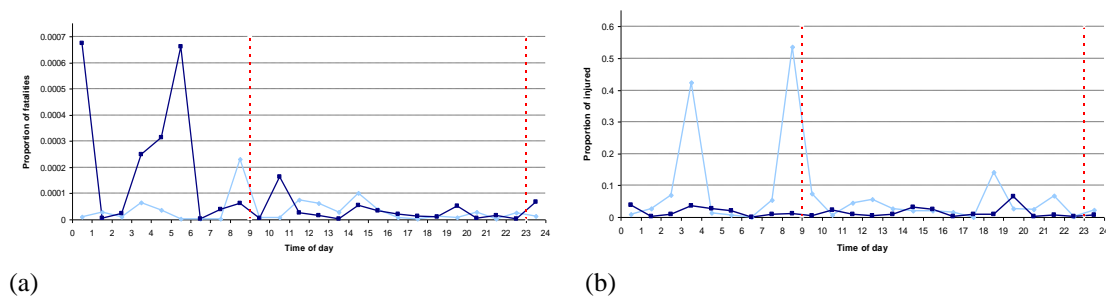 Proportion of fatalities
0.0007
0.0006
0.0005
0.0004
0.0003
0.0002
0.0001
0
0 1 2 3 4 5 6 7 8 9 10 11 12 13 14 15 16 17 18 19 20 21 22 23 24
Time of day
(a)
Proportion of injured
0.6
0.5
0.4
0.3
0.2
0.1
0
0 1 2 3 4 5 6 7 8 9 10 11 12 13 14 15 16 17 18 19 20 21 22 23 24
Time of day
(b)